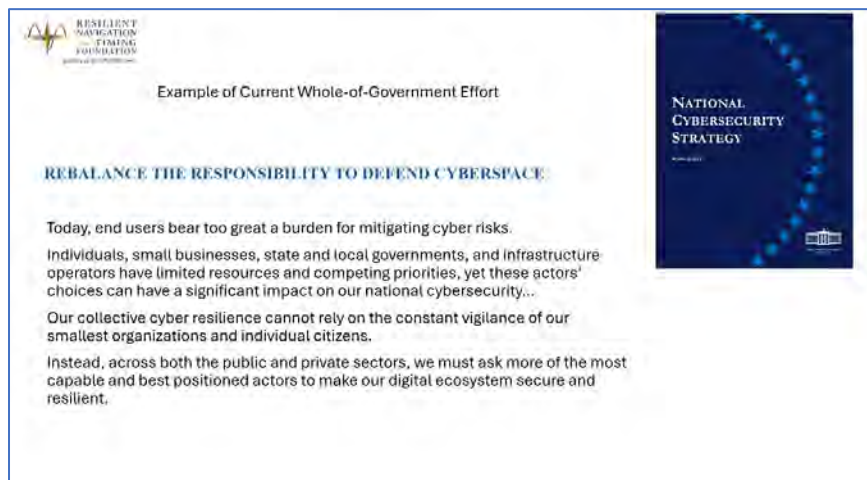 RESILIENT
NAVIGATION
TIMING
FOUNDATION
Example of Current Whole-of-Government Effort
NATIONAL
CYBERSECURITY
STRATEGY
REBALANCE THE RESPONSIBILITY TO DEFEND CYBERSPACE
Today, end users bear too great a burden for mitigating cyber risks.
Individuals, small businesses, state and local governments, and infrastructure
operators have limited resources and competing priorities, yet these actors'
choices can have a significant impact on our national cybersecurity...
Our collective cyber resilience cannot rely on the constant vigilance of our
smallest organizations and individual citizens.
Instead, across both the public and private sectors, we must ask more of the most
capable and best positioned actors to make our digital ecosystem secure and
resilient.